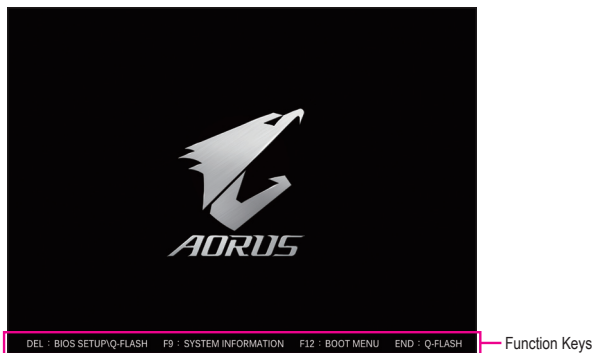 AORUS
DEL : BIOS SETUP\Q-FLASH F9 : SYSTEM INFORMATION F12 : BOOT MENU END : Q-FLASH
Function Keys